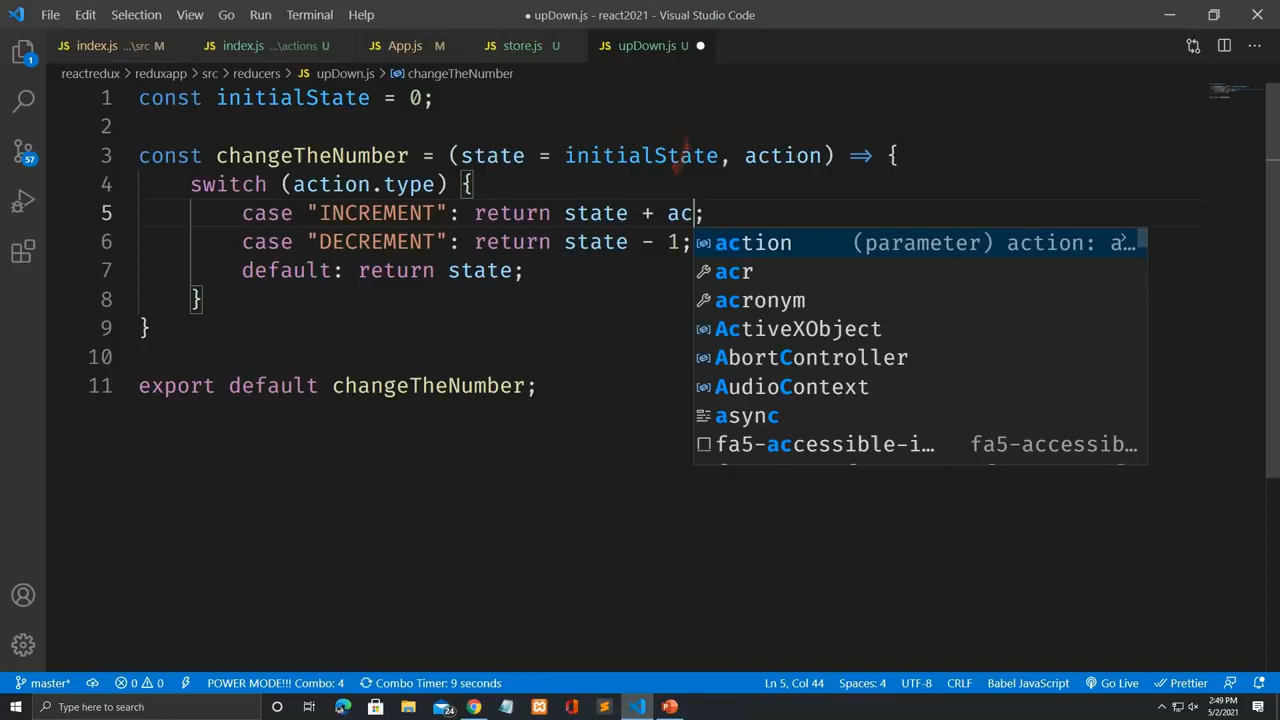 File Edit Selection View Go Run Terminal Help
● upDown.js - react2021 - Visual Studio Code
JS index.js ...\src M
JS index.js ...\actions U
JS App.js M
JS store.js U
JS upDown.js U ●
reactredux > reduxapp > src > reducers > JS upDown.js > changeTheNumber
1 const initialState = 0;
2
3 const changeTheNumber = (state = initialState, action) => {
4 switch (action.type) {
5 case "INCREMENT": return state + ac;
6 case "DECREMENT": return state - 1;
7 default: return state;
8 }
9 }
10
11 export default changeTheNumber;
action (parameter) action: a…
acr
acronym
ActiveXObject
AbortController
AudioContext
async
fa5-accessible-i… fa5-accessib…
1
57
master* 0 0 POWER MODE!!! Combo: 4 Combo Timer: 9 seconds Ln 5, Col 44 Spaces: 4 UTF-8 CRLF Babel JavaScript Go Live Prettier
Type here to search
24
2:49 PM
5/2/2021